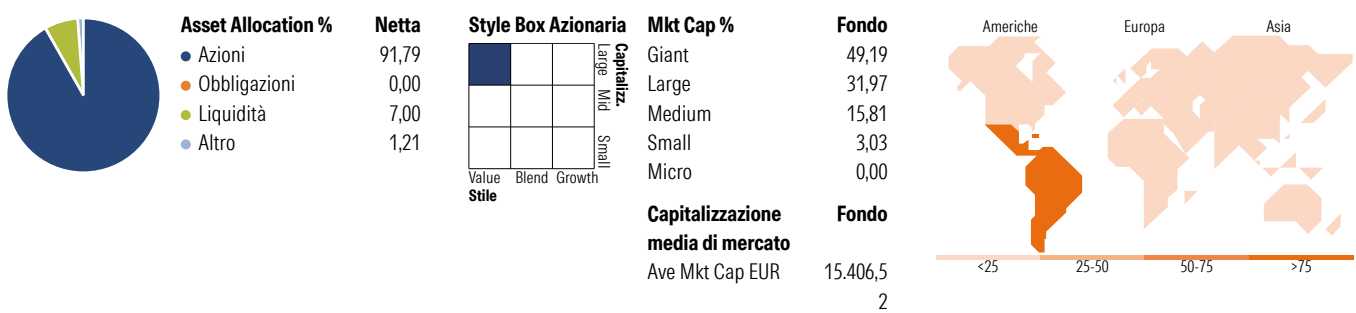 Asset Allocation % Netta
Azioni 91,79
Obbligazioni 0,00
Liquidità 7,00
Altro 1,21
Style Box Azionaria
Capitalizz.
Large
Mid
Small
Value Blend Growth
Stile
Mkt Cap % Fondo
Giant 49,19
Large 31,97
Medium 15,81
Small 3,03
Micro 0,00
Capitalizzazione Fondo
media di mercato
Ave Mkt Cap EUR 15.406,5
2
Americhe Europa Asia
<25 25-50 50-75 >75